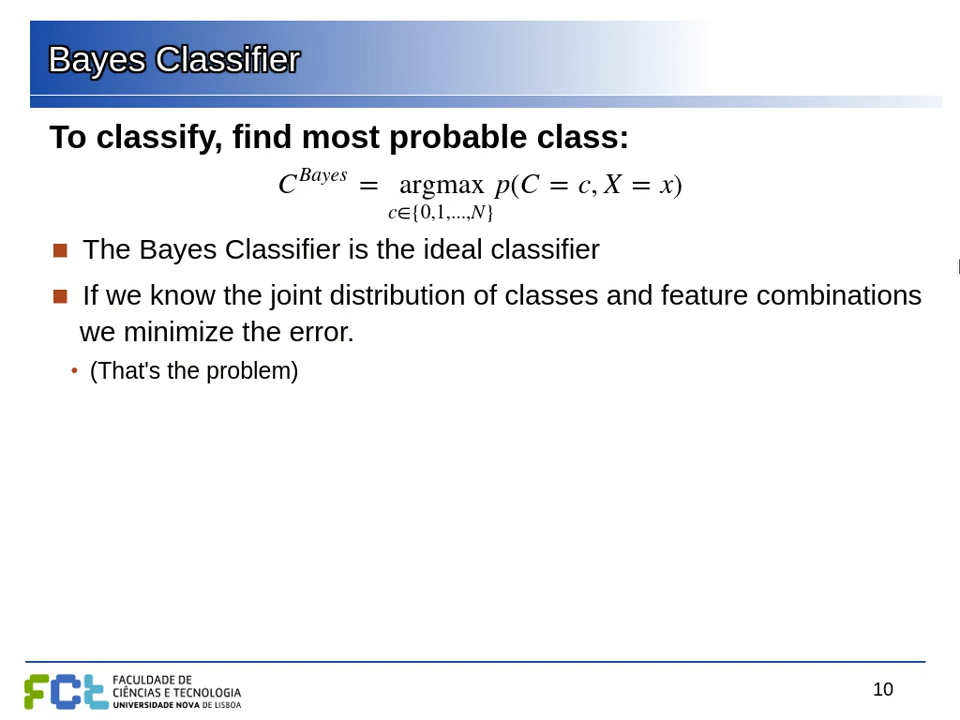 Bayes Classifier
To classify, find most probable class:
C^{Bayes} = argmax p(C = c, X = x)
c∈{0,1,...,N}
■ The Bayes Classifier is the ideal classifier
■ If we know the joint distribution of classes and feature combinations
we minimize the error.
• (That's the problem)
FACULDADE DE
CIÊNCIAS E TECNOLOGIA
UNIVERSIDADE NOVA DE LISBOA
FCt
10